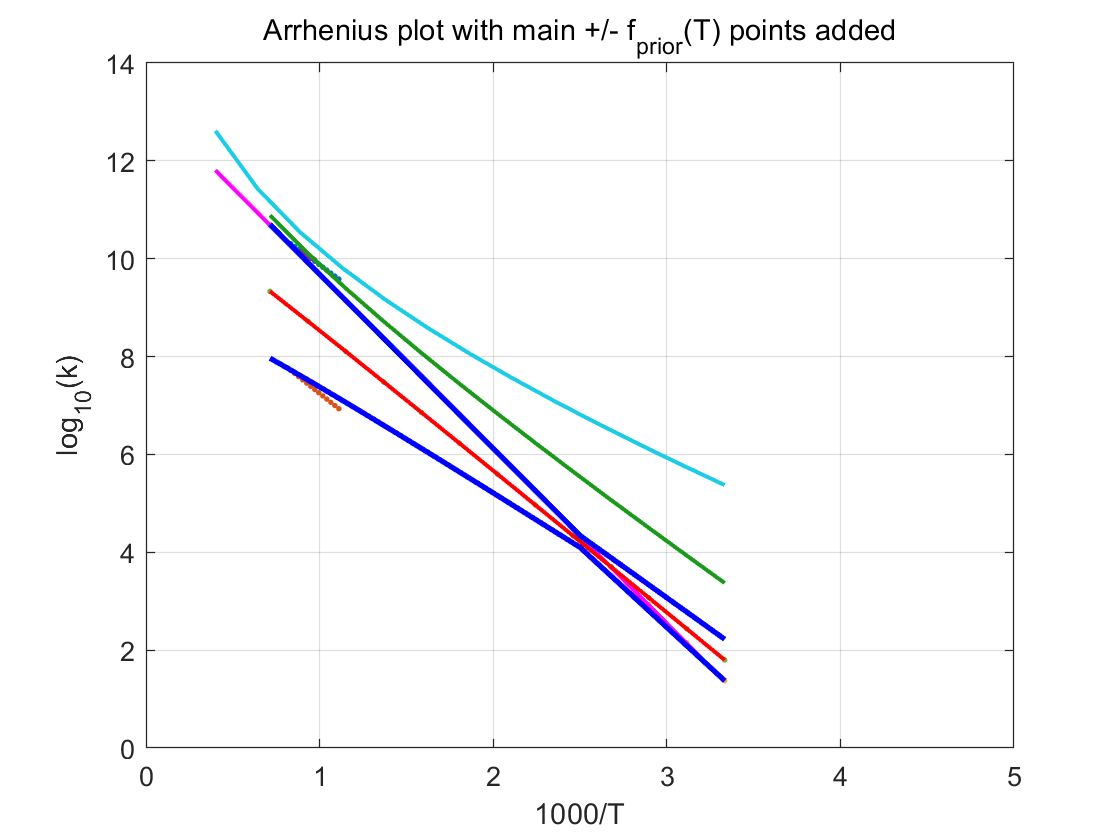 Arrhenius plot with main +/- f_prior(T) points added
14
12
10
8
6
4
2
0
log10(k)
0 1 2 3 4 5
1000/T